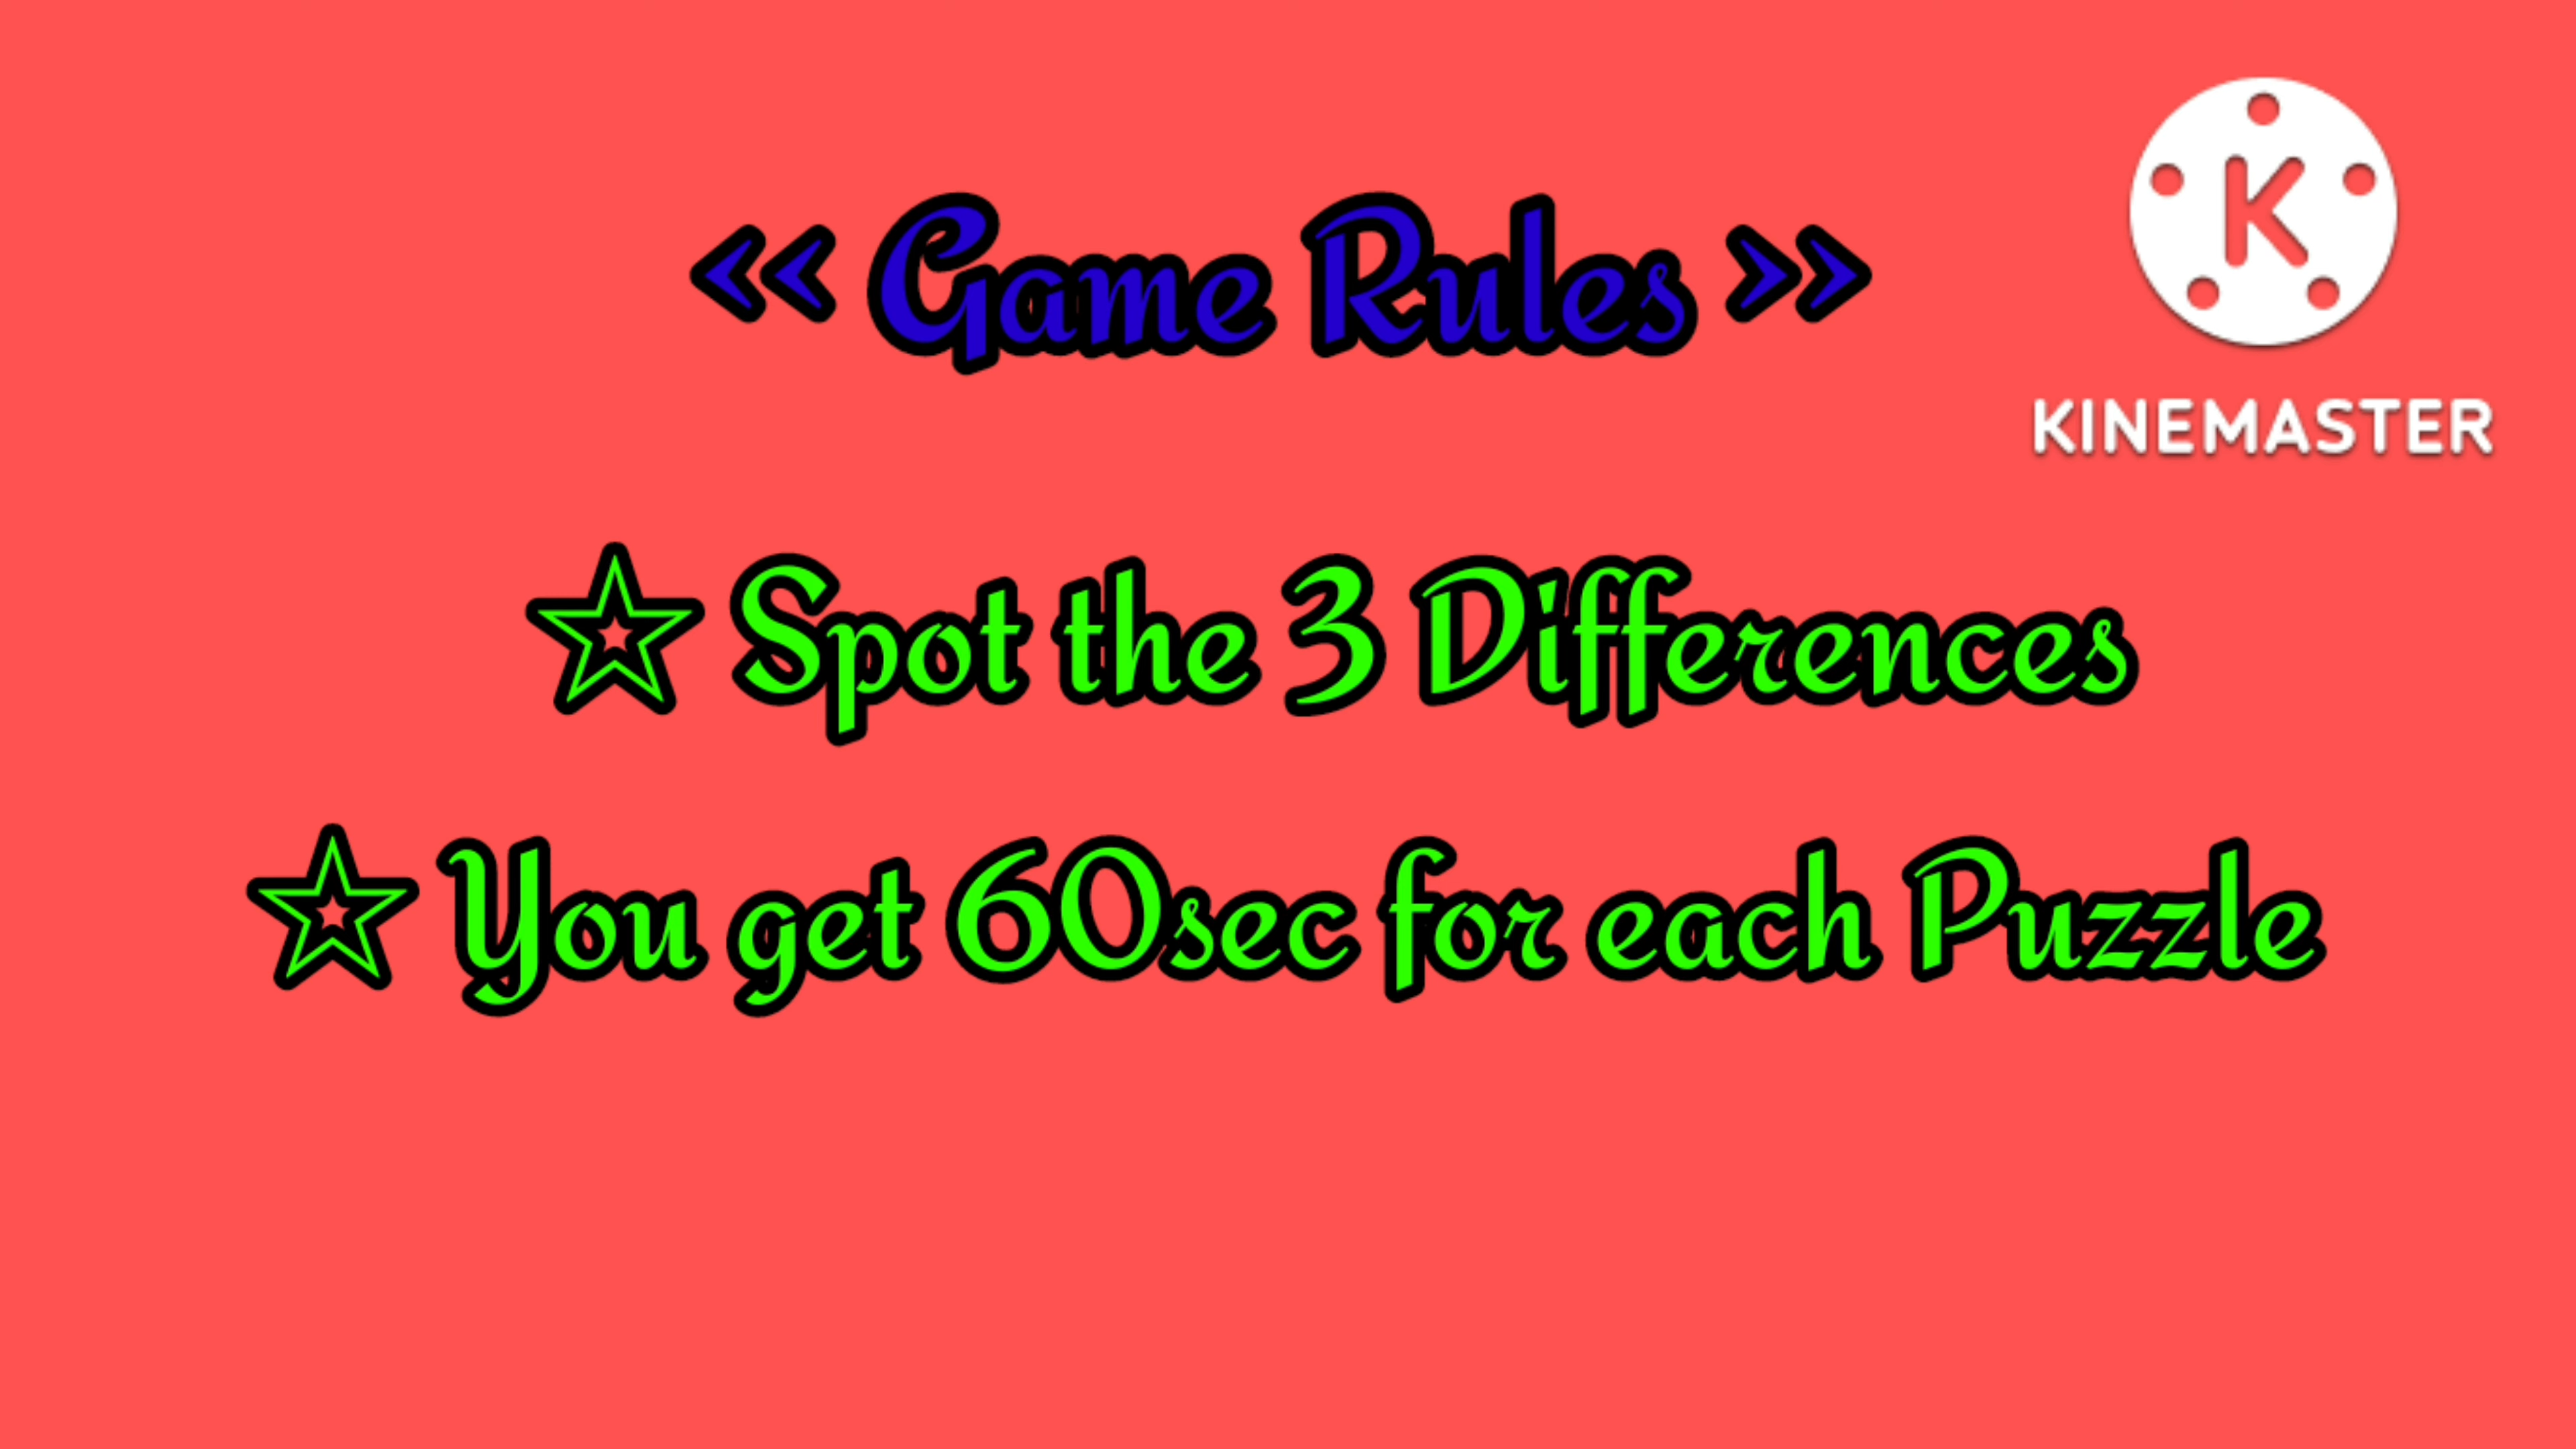 << Game Rules >>
K
KINEMASTER
☆ Spot the 3 Differences
☆ You get 60sec for each Puzzle